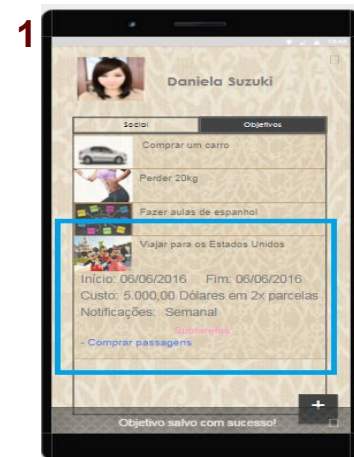 1
Daniela Suzuki
Social Objetivos
Comprar um carro
Perder 20kg
Fazer aulas de espanhol
Viajar para os Estados Unidos
Início: 06/06/2016 Fim: 06/06/2016
Custo: 5.000,00 Dólares em 2x parcelas
Notificações: Semanal
Subtarefas
- Comprar passagens
+
Objetivo salvo com sucesso!